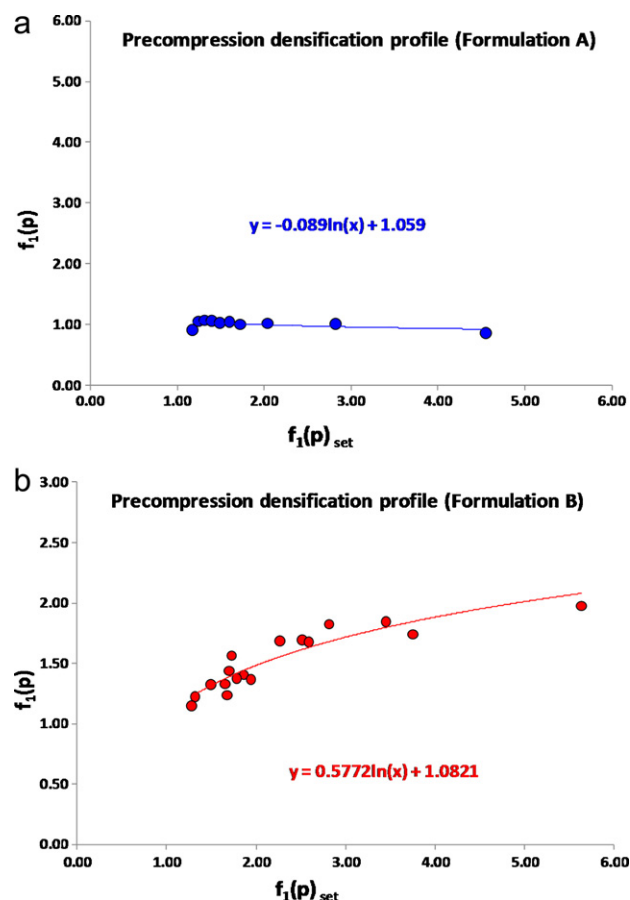 a
Precompression densification profile (Formulation A)
6.00
5.00
4.00
3.00
2.00
1.00
0.00
f1(p)
y = -0.089ln(x) + 1.059
0.00 1.00 2.00 3.00 4.00 5.00 6.00
f1(p) set
b
Precompression densification profile (Formulation B)
3.00
2.50
2.00
1.50
1.00
0.50
0.00
f1(p)
y = 0.5772ln(x) + 1.0821
0.00 1.00 2.00 3.00 4.00 5.00 6.00
f1(p) set